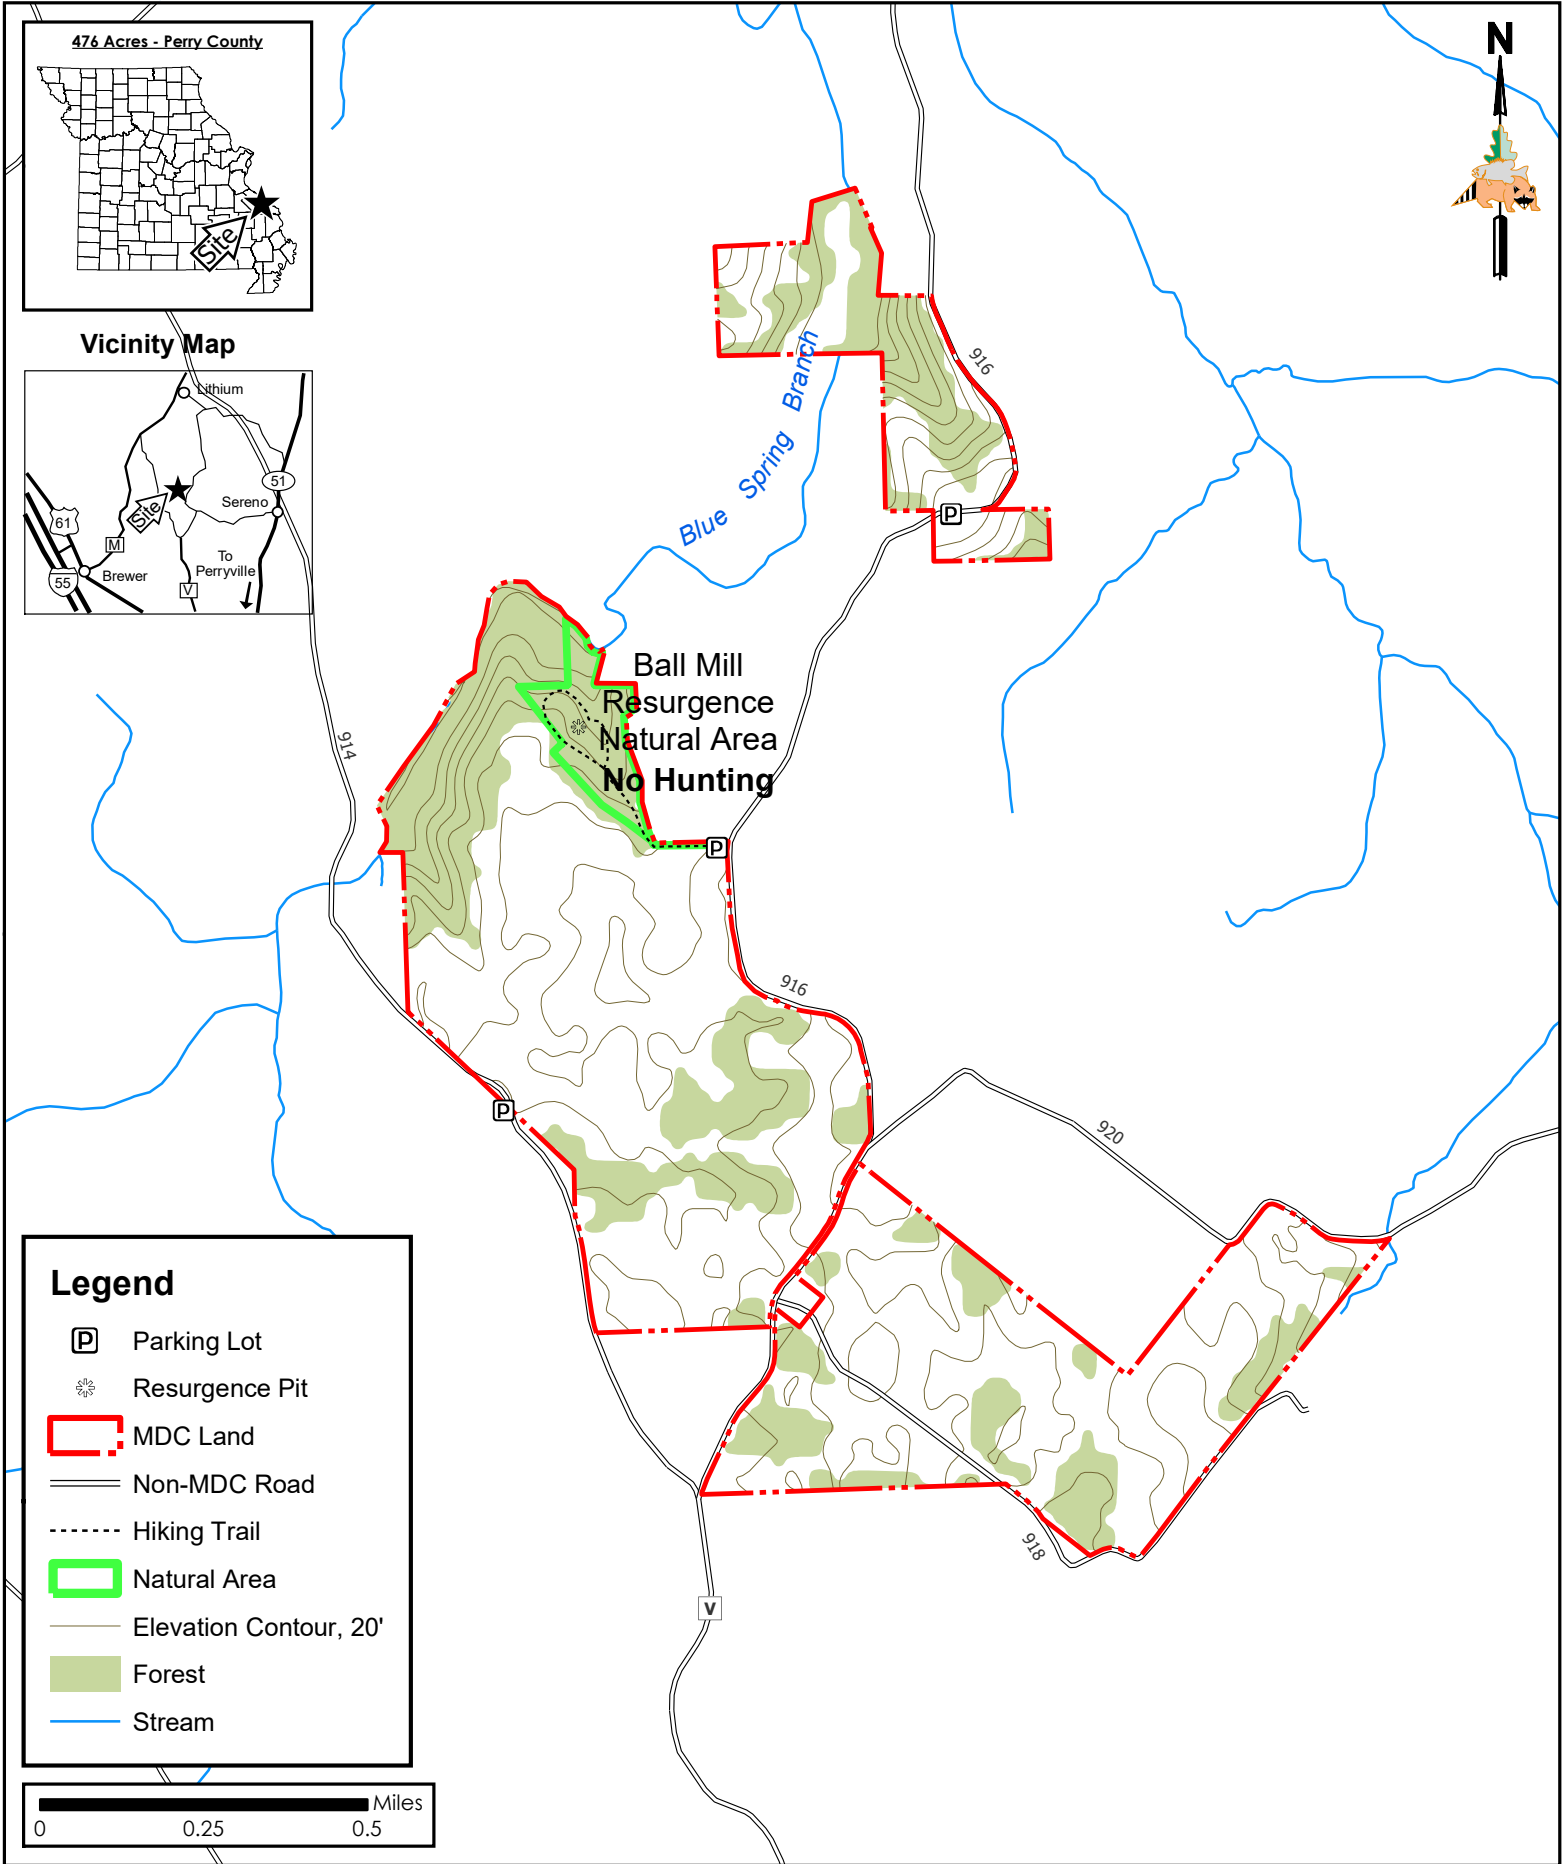 476 Acres - Perry County
Site
N
Vicinity Map
Lithium
51
Sereno
61
Site
M
To
Perryville
Brewer
55
V
916
Blue Spring Branch
P
Ball Mill
Resurgence
Natural Area
No Hunting
914
P
916
P
920
918
V
Legend
P Parking Lot
Resurgence Pit
MDC Land
Non-MDC Road
Hiking Trail
Natural Area
Elevation Contour, 20'
Forest
Stream
Miles
0 0.25 0.5